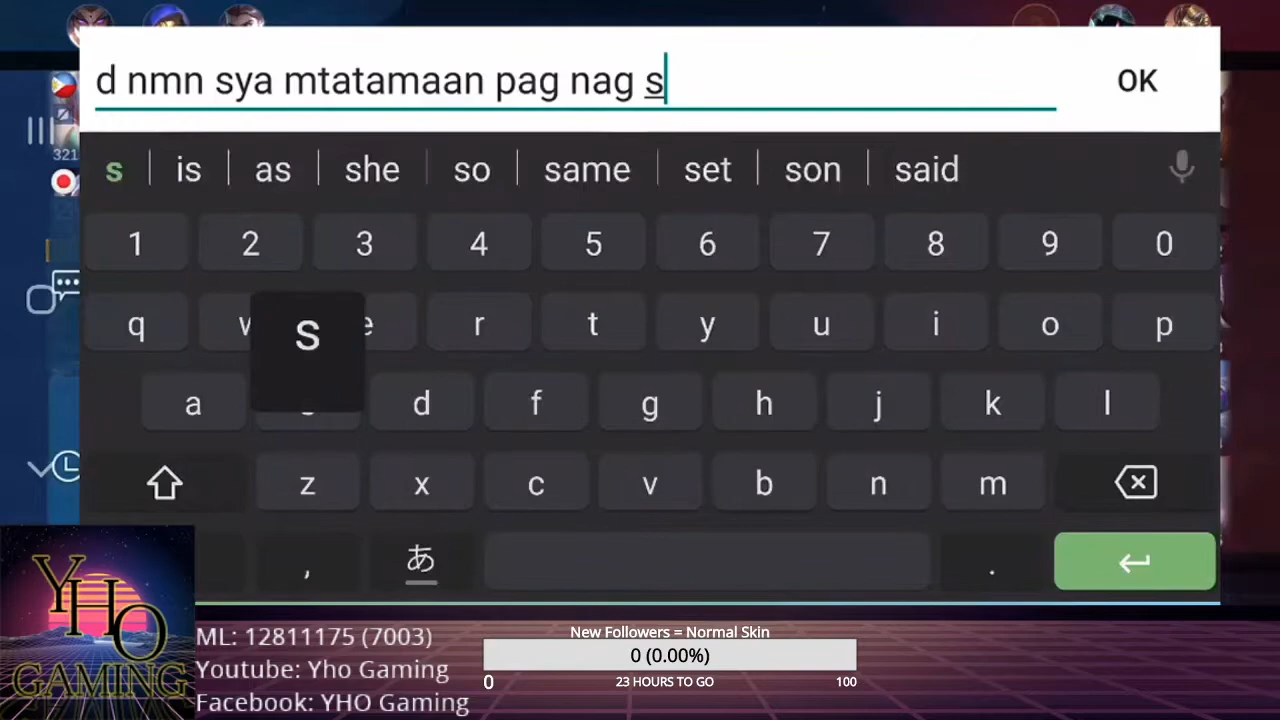 d nmn sya mtatamaan pag nag s
OK
s is as she so same set son said
321
1 2 3 4 5 6 7 8 9 0
q w e r t y u i o p
s
a d f g h j k l
z x c v b n m
, あ .
YHO
GAMING
ML: 12811175 (7003)
Youtube: Yho Gaming
Facebook: YHO Gaming
New Followers = Normal Skin
0 (0.00%)
0 23 HOURS TO GO 100